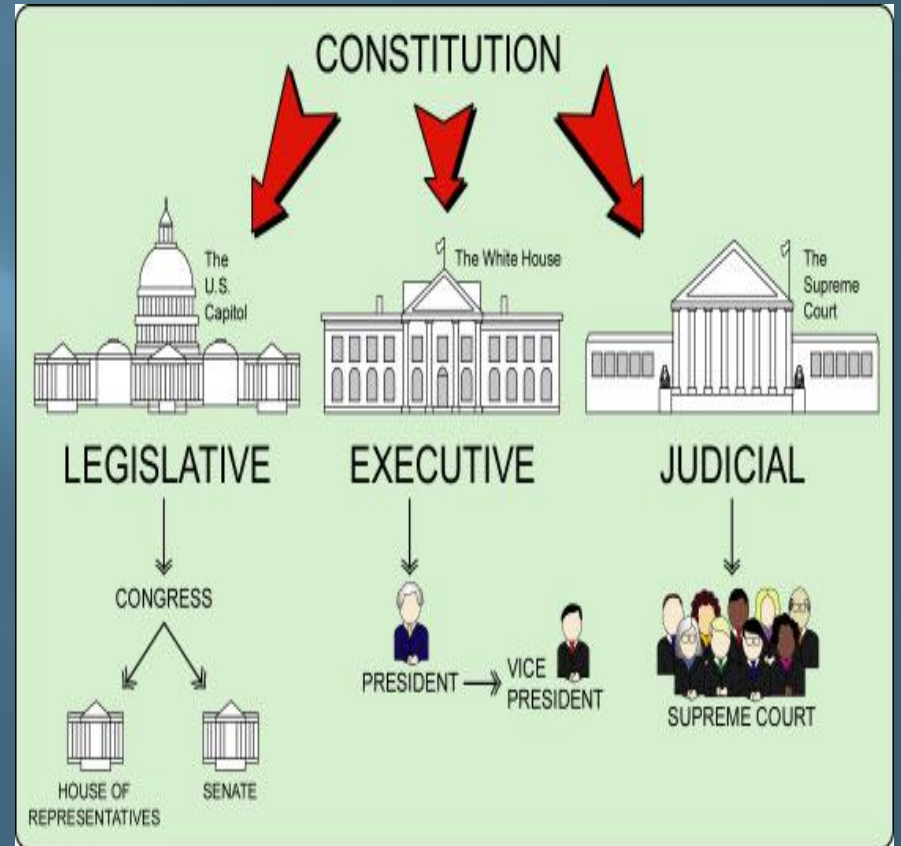 CONSTITUTION
The
U.S.
Capitol
The White House
The
Supreme
Court
LEGISLATIVE
EXECUTIVE
JUDICIAL
CONGRESS
HOUSE OF
REPRESENTATIVES
SENATE
PRESIDENT
VICE
PRESIDENT
SUPREME COURT